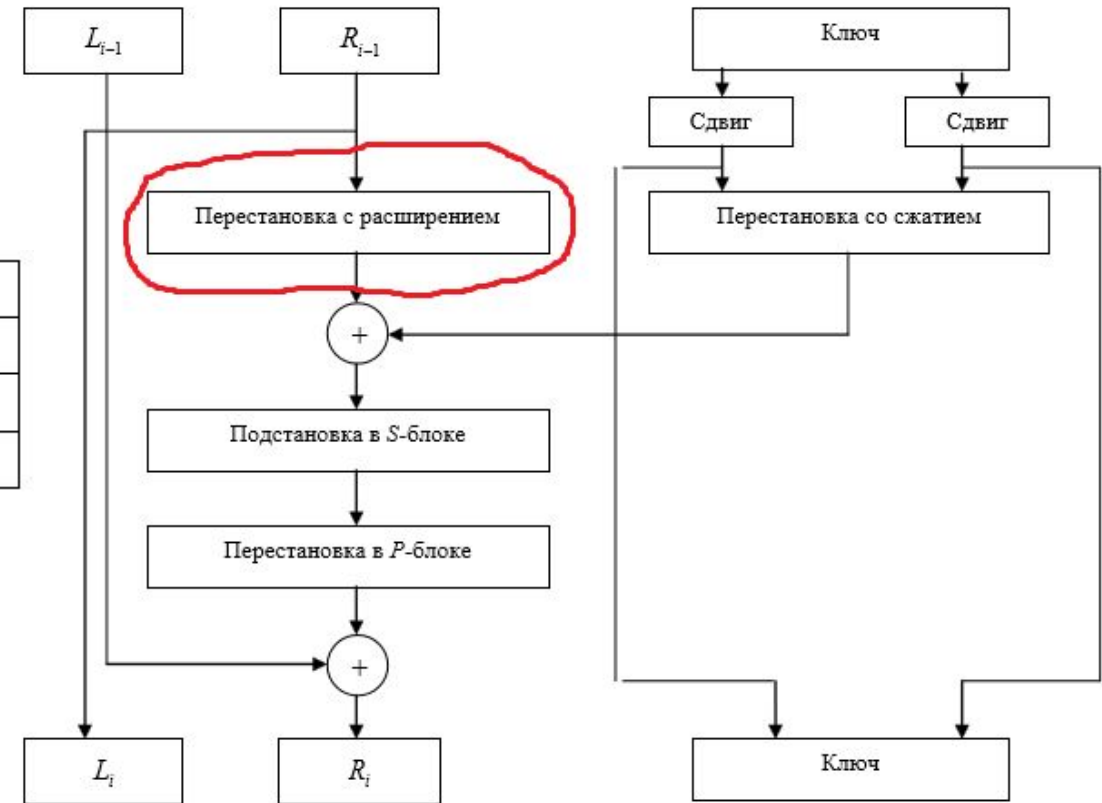 L_{i-1}
R_{i-1}
Ключ
Сдвиг
Сдвиг
Перестановка с расширением
Перестановка со сжатием
+
Подстановка в S-блоке
Перестановка в P-блоке
+
L_i
R_i
Ключ